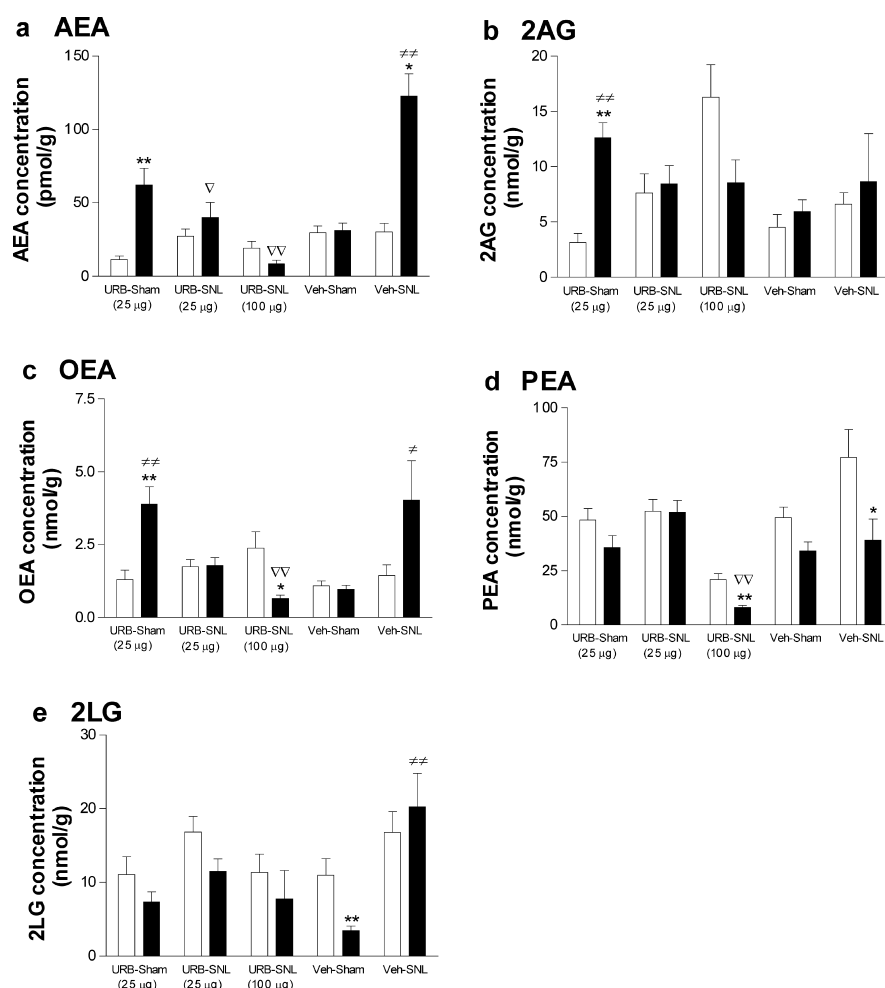 a AEA
AEA concentration
(pmol/g)
150
100
50
0
≠≠
*
**
∇
∇∇
URB-Sham URB-SNL URB-SNL Veh-Sham Veh-SNL
(25 μg) (25 μg) (100 μg)
b 2AG
2AG concentration
(nmol/g)
20
15
10
5
0
≠≠
**
URB-Sham URB-SNL URB-SNL Veh-Sham Veh-SNL
(25 μg) (25 μg) (100 μg)
c OEA
OEA concentration
(nmol/g)
7.5
5.0
2.5
0.0
≠≠
**
∇∇
*
≠
URB-Sham URB-SNL URB-SNL Veh-Sham Veh-SNL
(25 μg) (25 μg) (100 μg)
d PEA
PEA concentration
(nmol/g)
100
75
50
25
0
∇∇
**
*
URB-Sham URB-SNL URB-SNL Veh-Sham Veh-SNL
(25 μg) (25 μg) (100 μg)
e 2LG
2LG concentration
(nmol/g)
30
20
10
0
**
≠≠
URB-Sham URB-SNL URB-SNL Veh-Sham Veh-SNL
(25 μg) (25 μg) (100 μg)